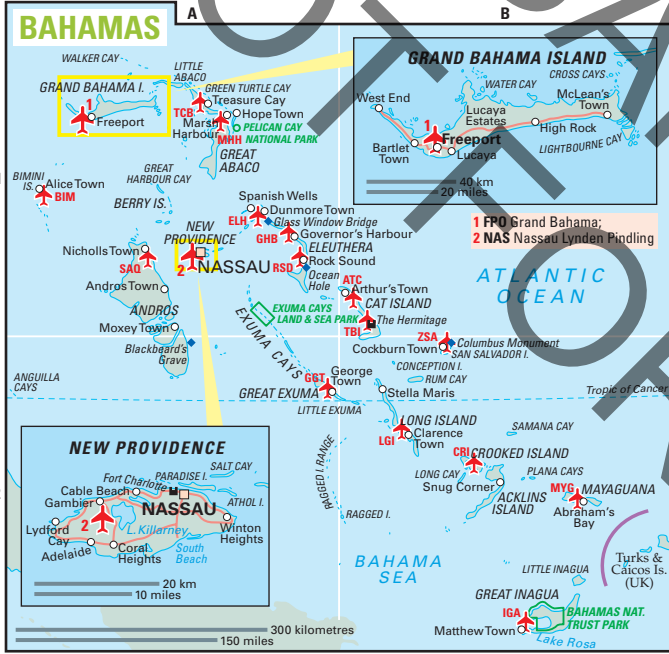 BAHAMAS
A
B
WALKER CAY
LITTLE
ABACO
GRAND BAHAMA I.
GREEN TURTLE CAY
Treasure Cay
TCB
1
Freeport
Hope Town
Marsh
Harbour
MHH
PELICAN CAY
NATIONAL PARK
GREAT
ABACO
GRAND BAHAMA ISLAND
CROSS CAYS
WATER CAY
McLean's
Town
West End
Lucaya
Estates
High Rock
1
Freeport
Bartlet
Town
Lucaya
LIGHTBOURNE CAY
40 km
20 miles
1 FPO Grand Bahama;
2 NAS Nassau Lynden Pindling
BIMINI
IS.
Alice Town
BIM
GREAT
HARBOUR CAY
BERRY IS.
Spanish Wells
Dunmore Town
ELH
Glass Window Bridge
GHB
Governor's Harbour
ELEUTHERA
RSD
Rock Sound
Ocean
Hole
NEW
PROVIDENCE
2
NASSAU
Nicholls Town
SAQ
Andros Town
ANDROS
Moxey Town
Blackbeard's
Grave
ATC
Arthur's Town
CAT ISLAND
TBI
The Hermitage
ATLANTIC
OCEAN
EXUMA CAYS
LAND & SEA PARK
EXUMA CAYS
ZSA
Columbus Monument
Cockburn Town
SAN SALVADOR I.
CONCEPTION I.
RUM CAY
ANGUILLA
CAYS
GGT
George
Town
GREAT EXUMA
Stella Maris
Tropic of Cancer
LITTLE EXUMA
LONG ISLAND
LGI
Clarence
Town
SAMANA CAY
RAGGED I. RANGE
CRI
CROOKED ISLAND
LONG CAY
PLANA CAYS
Snug Corner
ACKLINS
ISLAND
MYG
MAYAGUANA
Abraham's
Bay
RAGGED I.
NEW PROVIDENCE
SALT CAY
PARADISE I.
Fort Charlotte
Cable Beach
NASSAU
ATHOL I.
Gambier
2
L.Killarney
Lyford
Cay
Winton
Heights
Adelaide
Coral
Heights
South
Beach
20 km
10 miles
BAHAMA
SEA
Turks &
Caicos Is.
(UK)
LITTLE INAGUA
GREAT INAGUA
IGA
BAHAMAS NAT.
TRUST PARK
Matthew Town
Lake Rosa
300 kilometres
150 miles